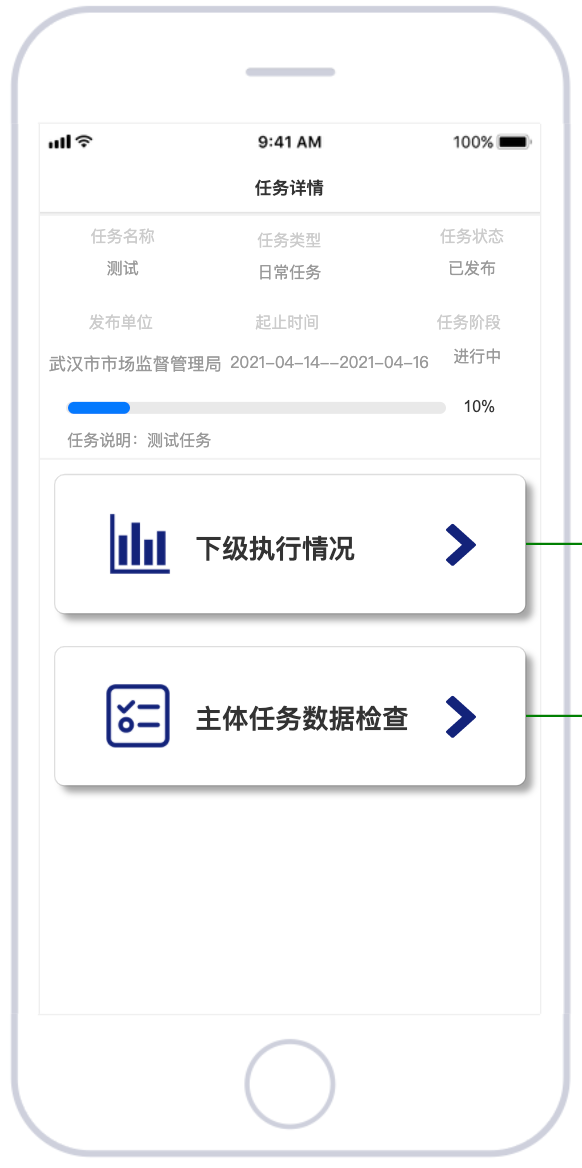 9:41 AM 100%
任务详情
任务名称 任务类型 任务状态
测试 日常任务 已发布
发布单位 起止时间 任务阶段
武汉市市场监督管理局 2021-04-14--2021-04-16 进行中
10%
任务说明：测试任务
下级执行情况
主体任务数据检查